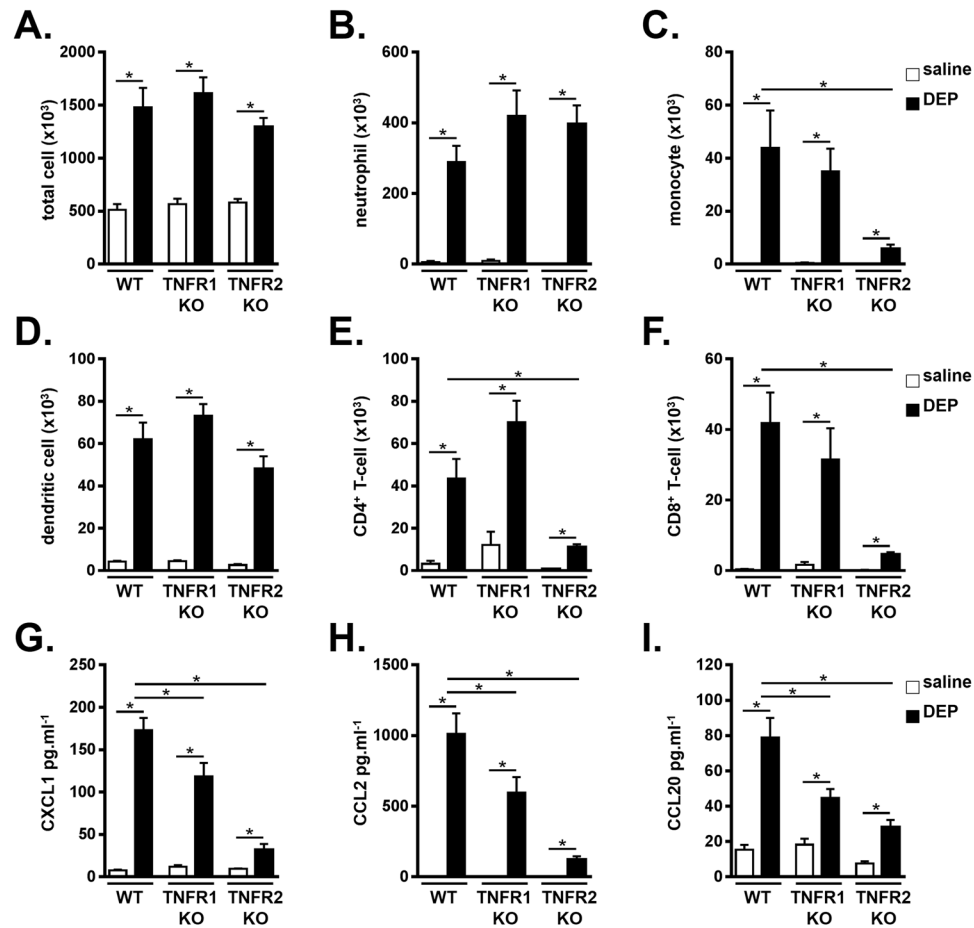 A.
total cell (x10³)
2000
1500
1000
500
0
*
*
*
WT
TNFR1
KO
TNFR2
KO
B.
neutrophil (x10³)
600
400
200
0
*
*
*
WT
TNFR1
KO
TNFR2
KO
C.
monocyte (x10³)
80
60
40
20
0
*
*
*
*
WT
TNFR1
KO
TNFR2
KO
saline
DEP
D.
dendritic cell (x10³)
100
80
60
40
20
0
*
*
*
WT
TNFR1
KO
TNFR2
KO
E.
CD4⁺ T-cell (x10³)
100
80
60
40
20
0
*
*
*
*
WT
TNFR1
KO
TNFR2
KO
F.
CD8⁺ T-cell (x10³)
60
40
20
0
*
*
*
*
WT
TNFR1
KO
TNFR2
KO
saline
DEP
G.
CXCL1 pg.ml⁻¹
250
200
150
100
50
0
*
*
*
*
*
WT
TNFR1
KO
TNFR2
KO
H.
CCL2 pg.ml⁻¹
1500
1000
500
0
*
*
*
*
*
WT
TNFR1
KO
TNFR2
KO
I.
CCL20 pg.ml⁻¹
120
100
80
60
40
20
0
*
*
*
*
*
WT
TNFR1
KO
TNFR2
KO
saline
DEP